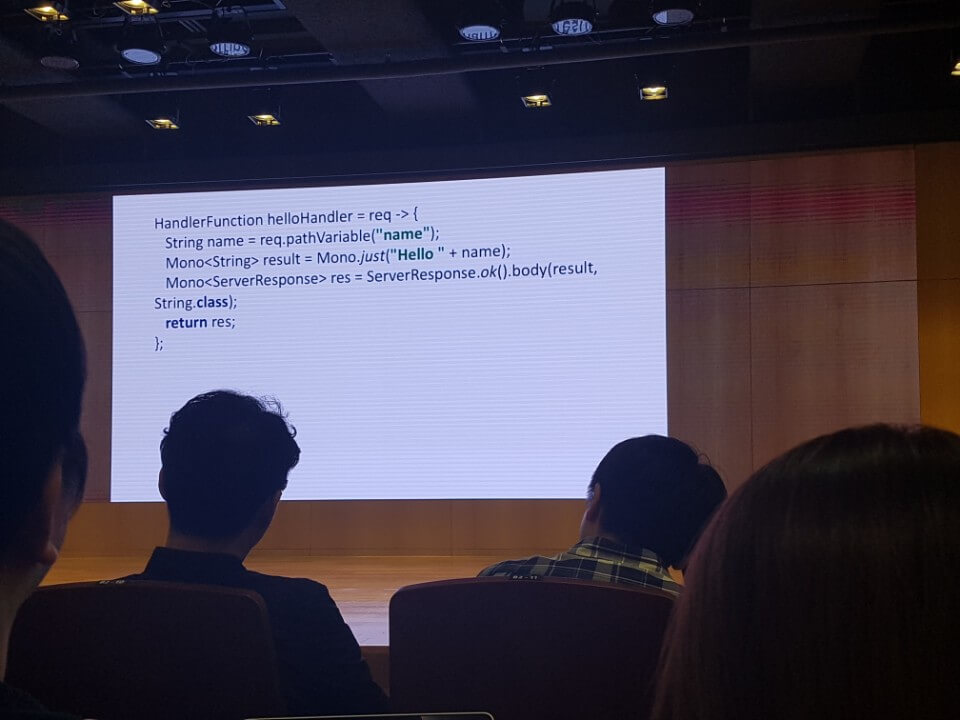 HandlerFunction helloHandler = req -> {
String name = req.pathVariable("name");
Mono<String> result = Mono.just("Hello " + name);
Mono<ServerResponse> res = ServerResponse.ok().body(result,
String.class);
return res;
};